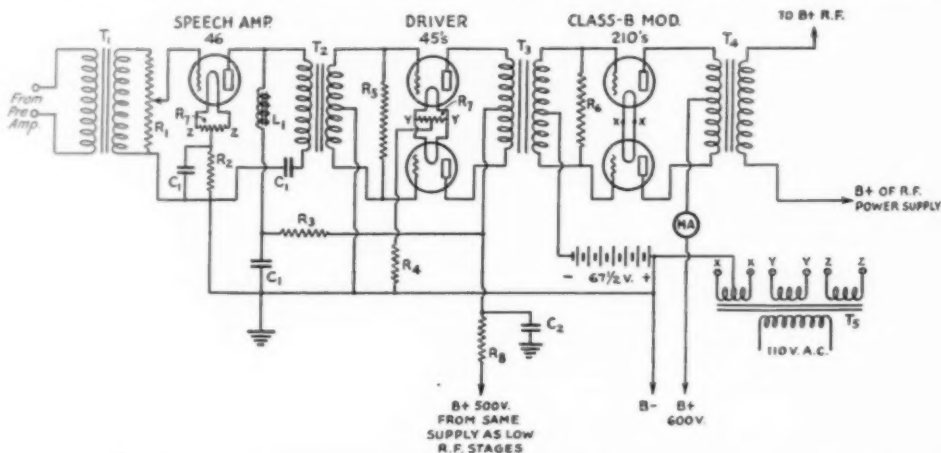 SPEECH AMP.
46
DRIVER
45's
CLASS-B MOD.
210's
TO B+ R.F.
T1
T2
T3
T4
From
Pre
Amp.
R1
R7
Z Z
L1
R5
R7
Y Y
R6
X X
C1
R2
C1
B+ OF R.F.
POWER SUPPLY
MA
R3
R4
C1
- 67½ V. +
X X Y Y Z Z
T5
110 V. A.C.
C2
R8
B+ 500V.
FROM SAME
SUPPLY AS LOW
R.F. STAGES
B-
B+
600V.